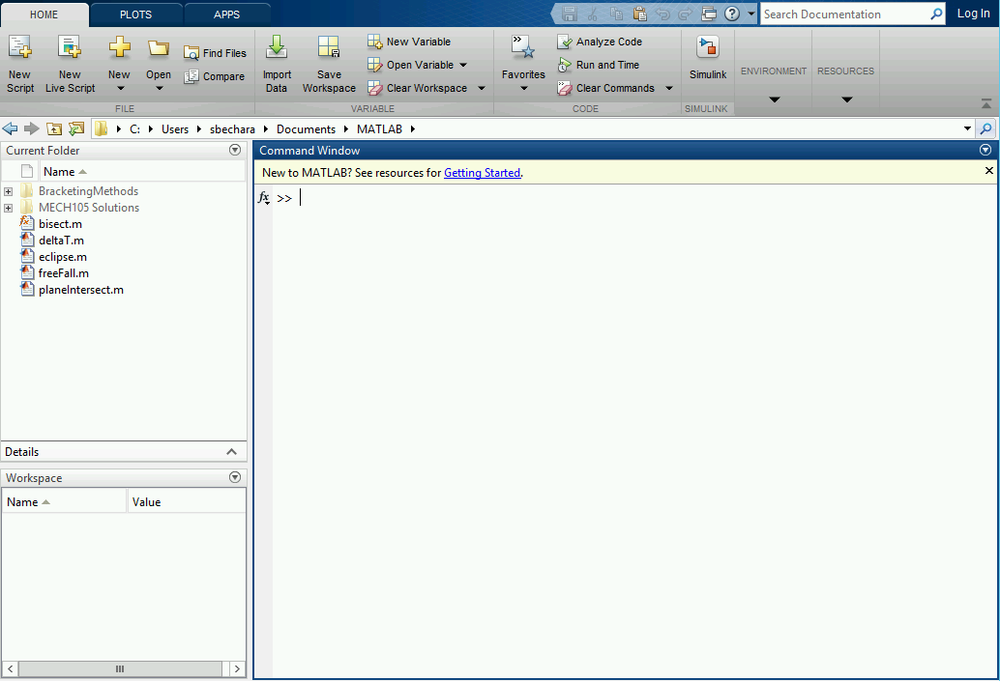 HOME PLOTS APPS Search Documentation Log In
New Script
New Live Script
New
Open
Find Files
Compare
FILE
Import Data
Save Workspace
New Variable
Open Variable
Clear Workspace
VARIABLE
Favorites
Analyze Code
Run and Time
Clear Commands
CODE
Simulink
SIMULINK
ENVIRONMENT
RESOURCES
C: Users sbechara Documents MATLAB
Current Folder
Name
BracketingMethods
MECH105 Solutions
bisect.m
deltaT.m
eclipse.m
freeFall.m
planeIntersect.m
Details
Workspace
Name Value
Command Window
New to MATLAB? See resources for Getting Started.
fx >>